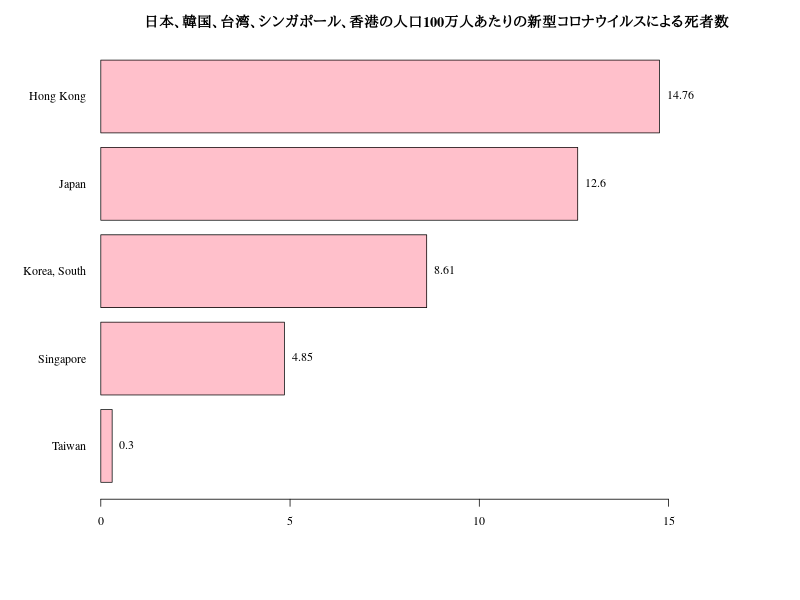 日本、韓国、台湾、シンガポール、香港の人口100万人あたりの新型コロナウイルスによる死者数
Hong Kong 14.76
Japan 12.6
Korea, South 8.61
Singapore 4.85
Taiwan 0.3
0 5 10 15